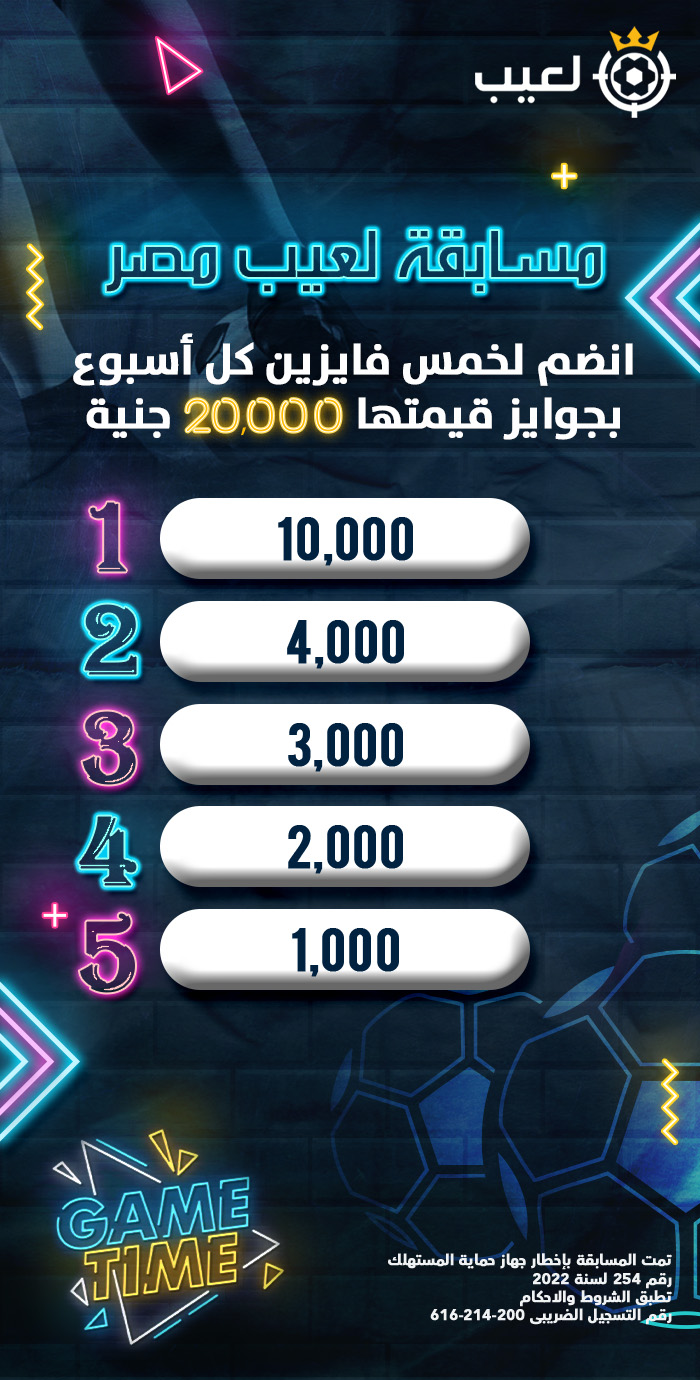 لعيب
مسابقة لعيب مصر
انضم لخمس فايزين كل أسبوع
بجوايز قيمتها 20,000 جنية
1 10,000
2 4,000
3 3,000
4 2,000
5 1,000
GAME
TIME
تمت المسابقة بإخطار جهاز حماية المستهلك
رقم 254 لسنة 2022
تطبق الشروط والاحكام
رقم التسجيل الضريبى 200-214-616